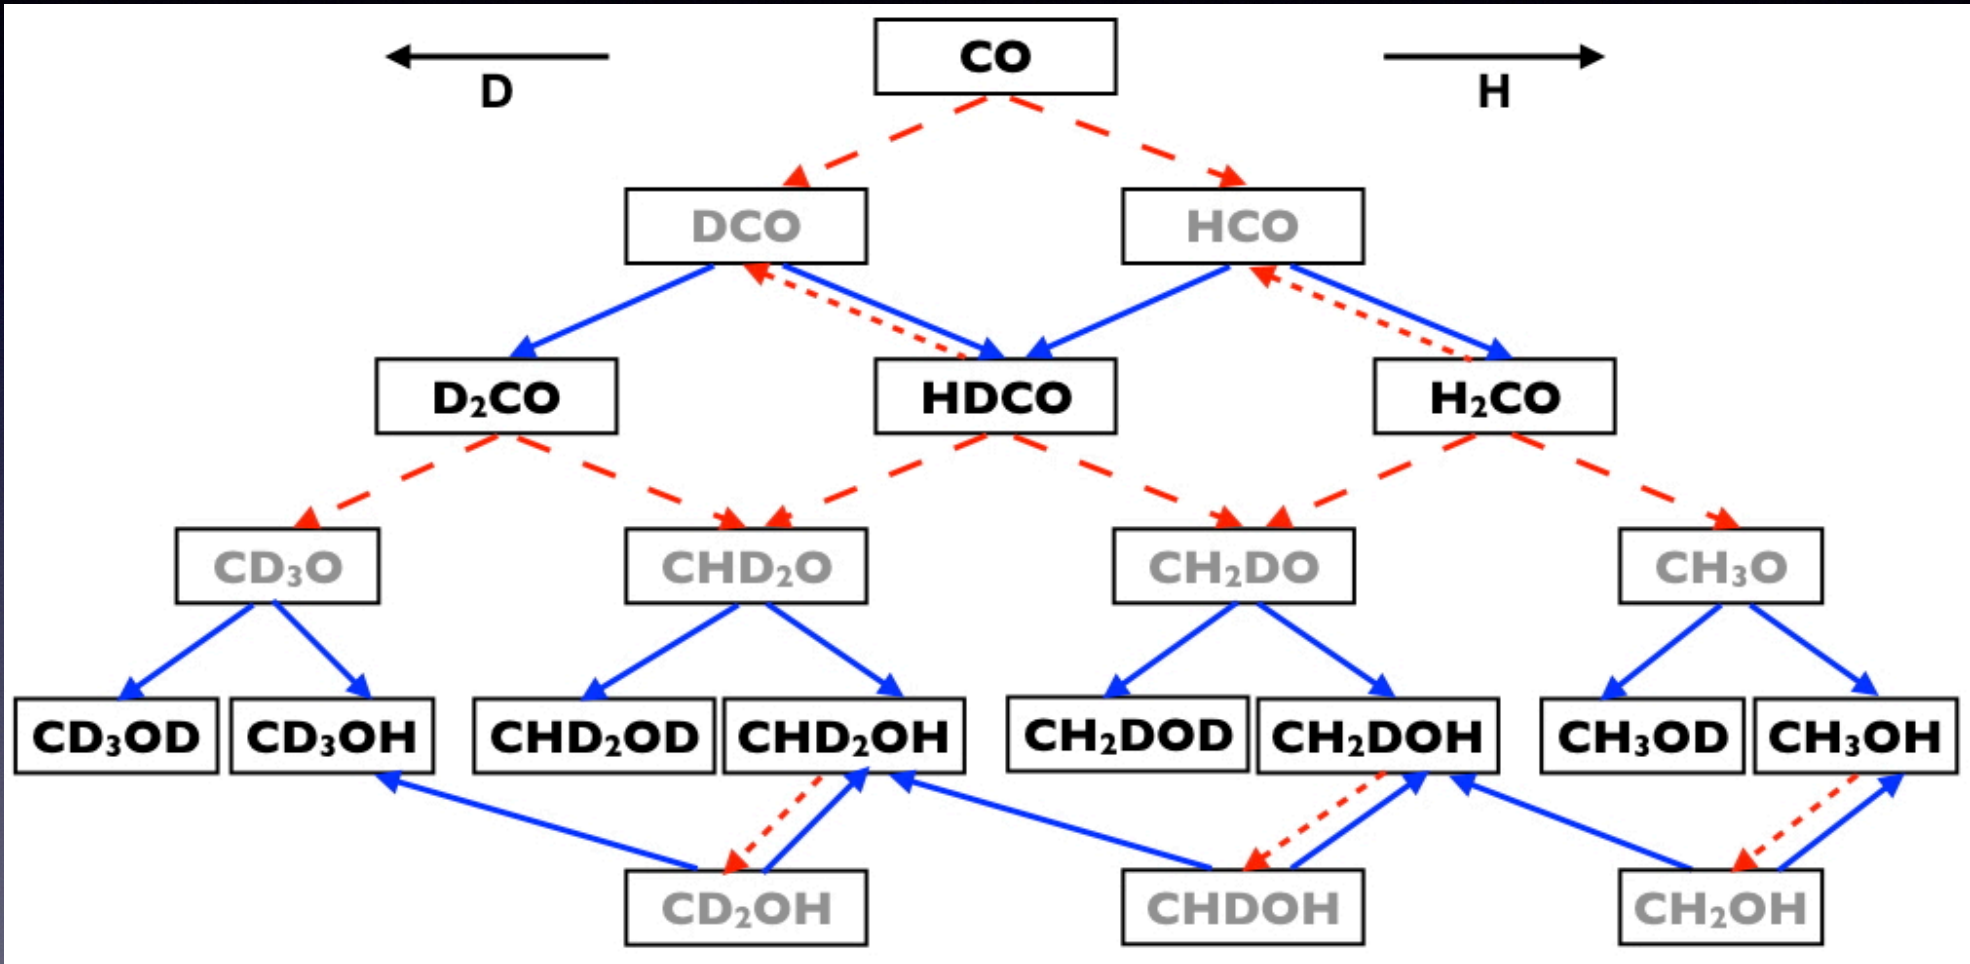 CO
D
H
DCO
HCO
D₂CO
HDCO
H₂CO
CD₃O
CHD₂O
CH₂DO
CH₃O
CD₃OD
CD₃OH
CHD₂OD
CHD₂OH
CH₂DOD
CH₂DOH
CH₃OD
CH₃OH
CD₂OH
CHDOH
CH₂OH